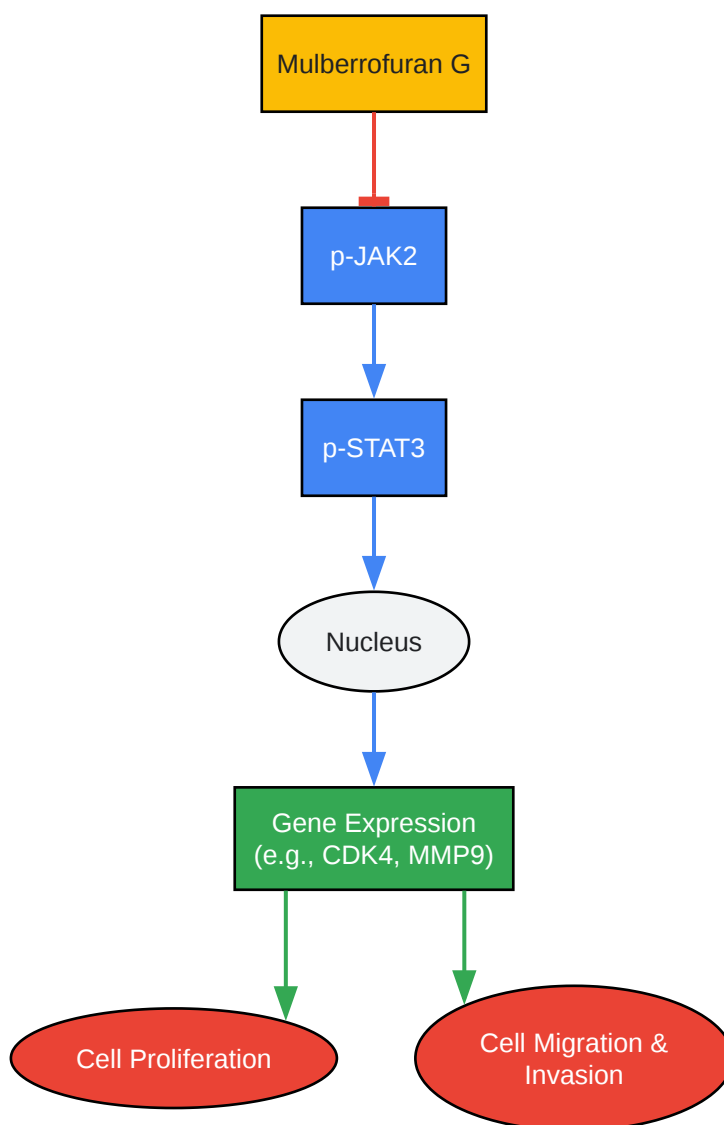 Mulberrofuran G
p-JAK2
p-STAT3
Nucleus
Gene Expression
(e.g., CDK4, MMP9)
Cell Proliferation
Cell Migration &
Invasion